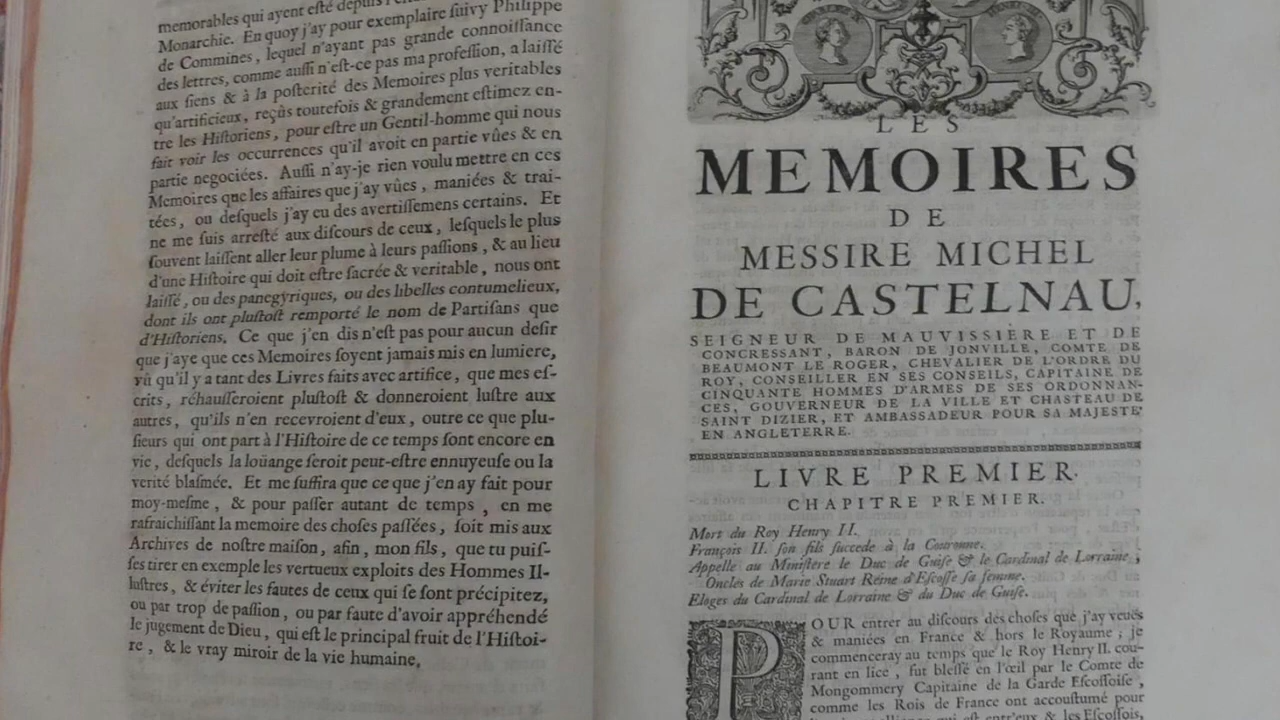 memorables qui ayent esté depuis
Monarchie. En quoy j'ay pour exemplaire suivy Philippe
de Commines, lequel n'ayant pas grande connoissance
des lettres, comme aussi n'est-ce pas ma profession, a laissé
aux siens & à la posterité des Memoires plus veritables
qu'artificieux, reçûs toutefois & grandement estimez en-
tre les Historiens, pour estre un Gentil-homme qui nous
fait voir les occurrences qu'il avoit en partie vûes & en
partie negociées. Aussi n'ay-je rien voulu mettre en ces
Memoires que les affaires que j'ay vûes, maniées & trai-
tées, ou desquels j'ay eu des avertissemens certains. Et
ne me suis arresté aux discours de ceux, lesquels le plus
souvent laissent aller leur plume à leurs passions, & au lieu
d'une Histoire qui doit estre sacrée & veritable, nous ont
laissé, ou des panegyriques, ou des libelles contumelieux,
dont ils ont plustost remporté le nom de Partisans que
d'Historiens. Ce que j'en dis n'est pas pour aucun desir
que j'aye que ces Memoires soyent jamais mis en lumiere,
vû qu'il y a tant des Livres faits avec artifice, que mes es-
crits, réhausseroient plustost & donneroient lustre aux
autres, qu'ils n'en recevroient d'eux, outre ce que plu-
sieurs qui ont part à l'Histoire de ce temps sont encore en
vie, desquels la loüange seroit peut-estre ennuyeuse ou la
verité blasmée. Et me suffira que ce que j'en ay fait pour
moy-mesme, & pour passer autant de temps, en me
rafraichissant la memoire des choses passées, soit mis aux
Archives de nostre maison, afin, mon fils, que tu puis-
ses tirer en exemple les vertueux exploits des Hommes Il-
lustres, & éviter les fautes de ceux qui se sont précipitez,
ou par trop de passion, ou par faute d'avoir appréhendé
le jugement de Dieu, qui est le principal fruit de l'Histoi-
re, & le vray miroir de la vie humaine.
LES
MEMOIRES
DE
MESSIRE MICHEL
DE CASTELNAU,
SEIGNEUR DE MAUVISSIÈRE ET DE
CONCRESSANT, BARON DE JONVILLE, COMTE DE
BEAUMONT LE ROGER, CHEVALIER DE L'ORDRE DU
ROY, CONSEILLER EN SES CONSEILS, CAPITAINE DE
CINQUANTE HOMMES D'ARMES DE SES ORDONNAN-
CES, GOUVERNEUR DE LA VILLE ET CHASTEAU DE
SAINT DIZIER, ET AMBASSADEUR POUR SA MAJESTE'
EN ANGLETERRE.
LIVRE PREMIER.
CHAPITRE PREMIER.
Mort du Roy Henry II.
François II. son fils succede à la Couronne.
Appelle au Ministère le Duc de Guise & le Cardinal de Lorraine,
Oncles de Marie Stuart Reine d'Escosse sa femme.
Eloges du Cardinal de Lorraine & du Duc de Guise.
POUR entrer au discours des choses que j'ay veuës
& maniées en France & hors le Royaume, je
commenceray au temps que le Roy Henry II. cou-
rant en lice, fut blessé en l'œil par le Comte de
Mongommery Capitaine de la Garde Escossoise,
comme les Rois de France ont accoustumé pour
qui est entr'eux & les Escossois,